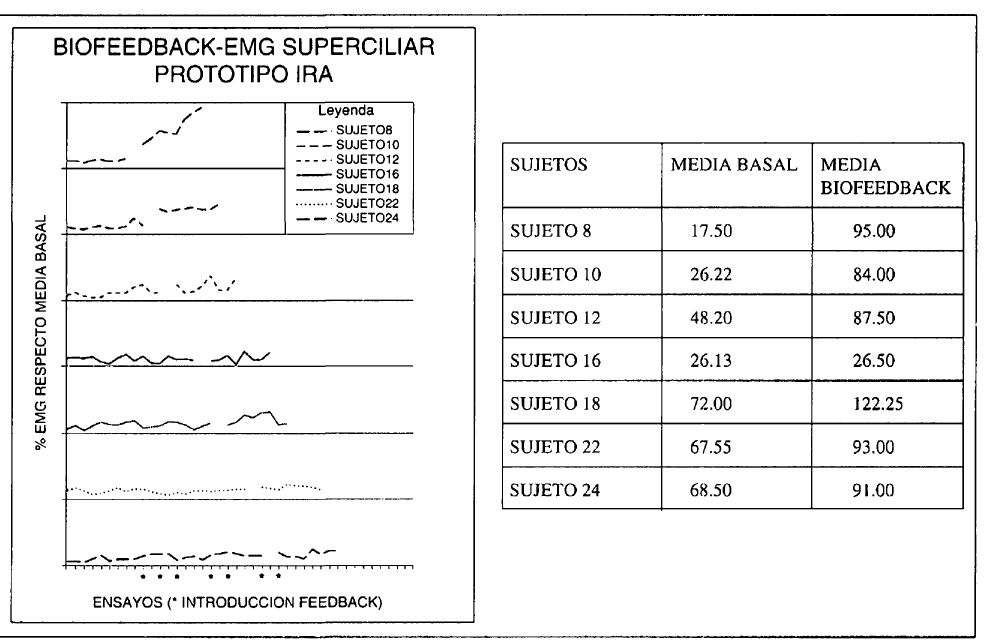 BIOFEEDBACK-EMG SUPERCILIAR
PROTOTIPO IRA
Leyenda
SUJETO8
SUJETO10
SUJETO12
SUJETO16
SUJETO18
SUJETO22
SUJETO24
% EMG RESPECTO MEDIA BASAL
* * * * * * *
ENSAYOS (* INTRODUCCION FEEDBACK)
SUJETOS MEDIA BASAL MEDIA
BIOFEEDBACK
SUJETO 8 17.50 95.00
SUJETO 10 26.22 84.00
SUJETO 12 48.20 87.50
SUJETO 16 26.13 26.50
SUJETO 18 72.00 122.25
SUJETO 22 67.55 93.00
SUJETO 24 68.50 91.00